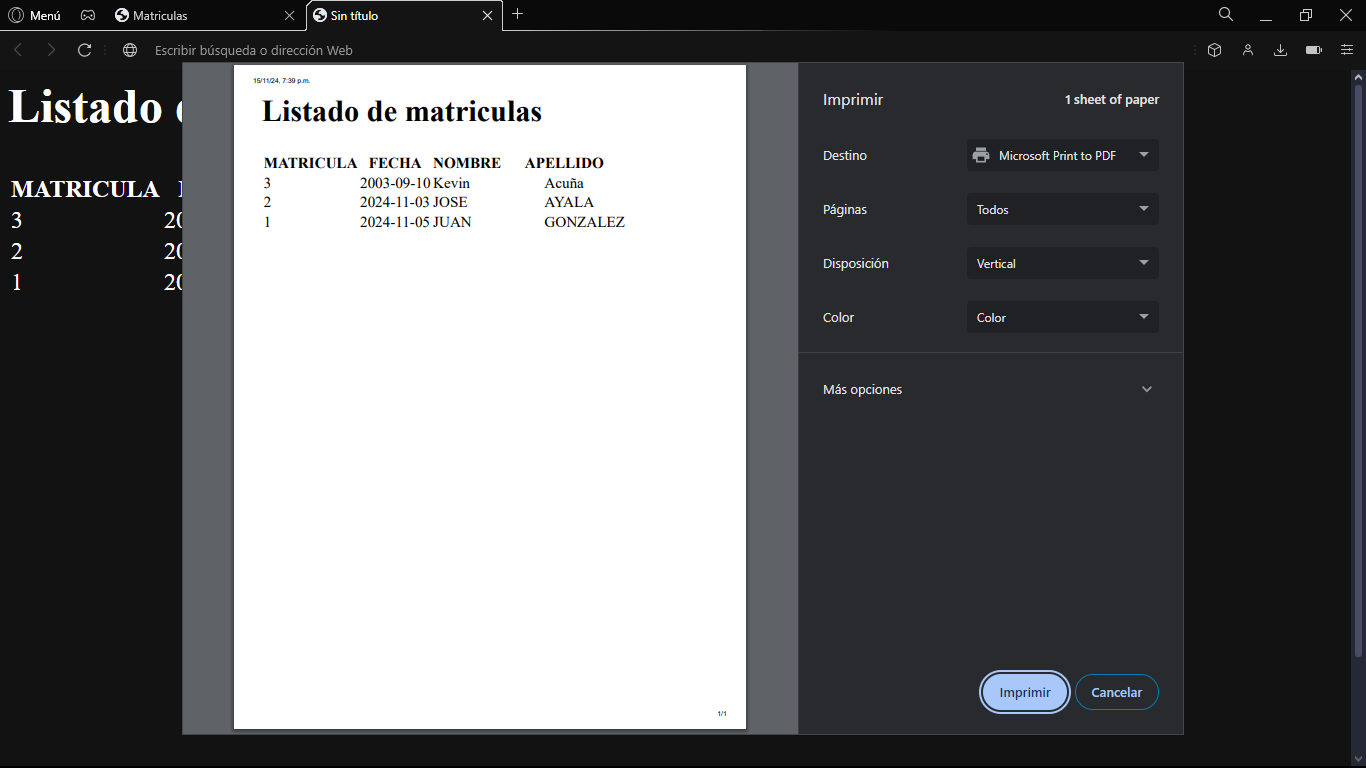 Menú Matriculas Sin título
Escribir búsqueda o dirección Web
Listado d
MATRICULA
3 20
2 20
1 20
15/11/24, 7:39 p.m.
Listado de matriculas
MATRICULA FECHA NOMBRE APELLIDO
3 2003-09-10 Kevin Acuña
2 2024-11-03 JOSE AYALA
1 2024-11-05 JUAN GONZALEZ
1/1
Imprimir 1 sheet of paper
Destino Microsoft Print to PDF
Páginas Todos
Disposición Vertical
Color Color
Más opciones
Imprimir Cancelar